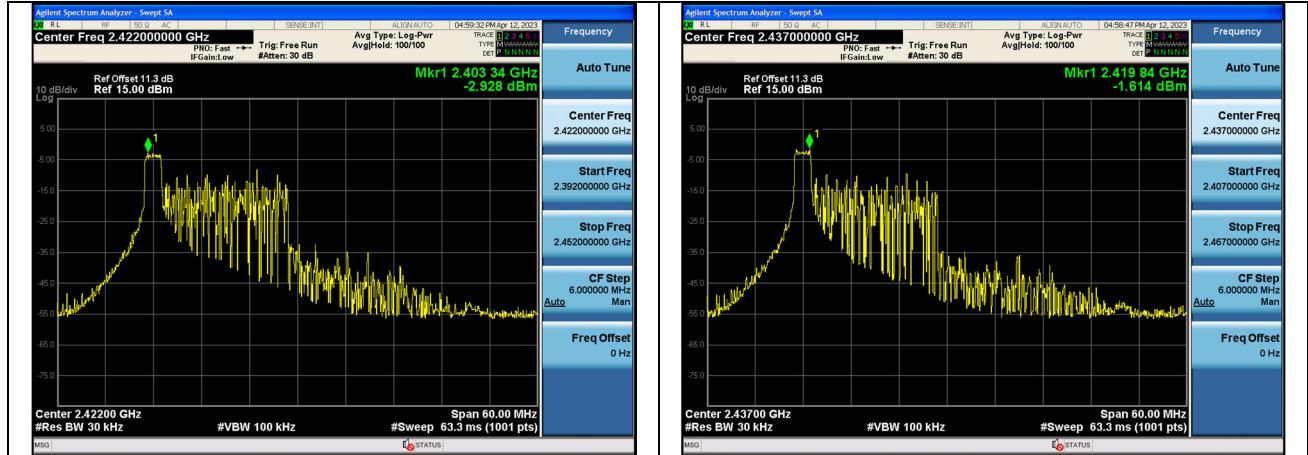 Agilent Spectrum Analyzer - Swept SA
LXI RL RF 50 Ω AC SENSE:INT ALIGN AUTO 04:59:32 PM Apr 12, 2023
Center Freq 2.422000000 GHz
PNO: Fast
IFGain:Low
Trig: Free Run
#Atten: 30 dB
Avg Type: Log-Pwr
Avg|Hold: 100/100
TRACE 1 2 3 4 5 6
TYPE M WWWWW
DET P N N N N N
Ref Offset 11.3 dB
Ref 15.00 dBm
10 dB/div
Log
Mkr1 2.403 34 GHz
-2.928 dBm
5.00
-5.00
-15.0
-25.0
-35.0
-45.0
-55.0
-65.0
-75.0
1
Center 2.42200 GHz
Span 60.00 MHz
#Res BW 30 kHz
#VBW 100 kHz
#Sweep 63.3 ms (1001 pts)
MSG
STATUS
Frequency
Auto Tune
Center Freq
2.422000000 GHz
Start Freq
2.392000000 GHz
Stop Freq
2.452000000 GHz
CF Step
6.000000 MHz
Auto Man
Freq Offset
0 Hz
Agilent Spectrum Analyzer - Swept SA
LXI RL RF 50 Ω AC SENSE:INT ALIGN AUTO 04:58:47 PM Apr 12, 2023
Center Freq 2.437000000 GHz
PNO: Fast
IFGain:Low
Trig: Free Run
#Atten: 30 dB
Avg Type: Log-Pwr
Avg|Hold: 100/100
TRACE 1 2 3 4 5 6
TYPE M WWWWW
DET P N N N N N
Ref Offset 11.3 dB
Ref 15.00 dBm
10 dB/div
Log
Mkr1 2.419 84 GHz
-1.614 dBm
5.00
-5.00
-15.0
-25.0
-35.0
-45.0
-55.0
-65.0
-75.0
1
Center 2.43700 GHz
Span 60.00 MHz
#Res BW 30 kHz
#VBW 100 kHz
#Sweep 63.3 ms (1001 pts)
MSG
STATUS
Frequency
Auto Tune
Center Freq
2.437000000 GHz
Start Freq
2.407000000 GHz
Stop Freq
2.467000000 GHz
CF Step
6.000000 MHz
Auto Man
Freq Offset
0 Hz